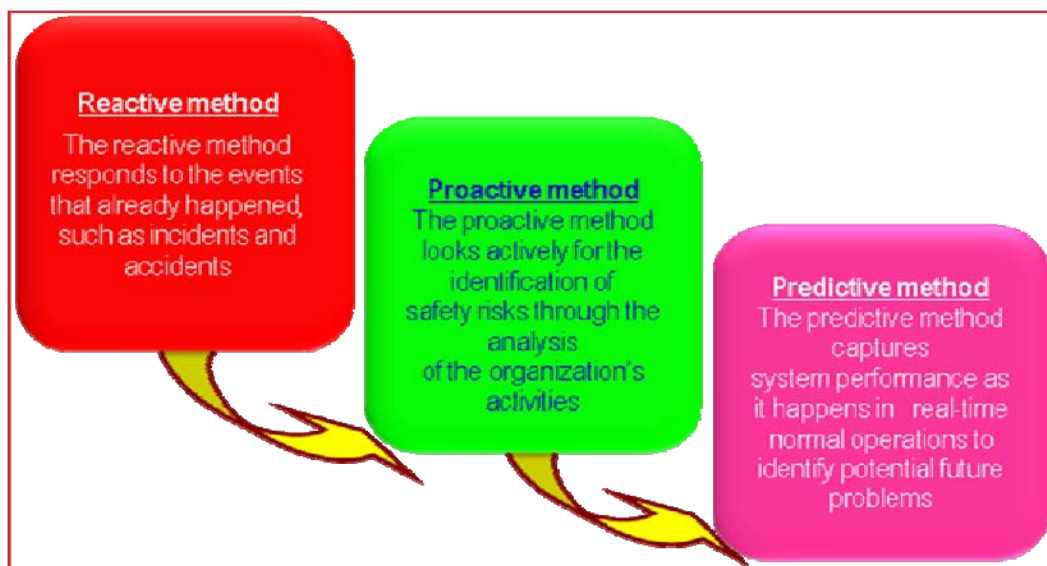 Reactive method
The reactive method
responds to the events
that already happened,
such as incidents and
accidents
Proactive method
The proactive method
looks actively for the
identification of
safety risks through the
analysis
of the organization's
activities
Predictive method
The predictive method
captures
system performance as
it happens in real-time
normal operations to
identify potential future
problems